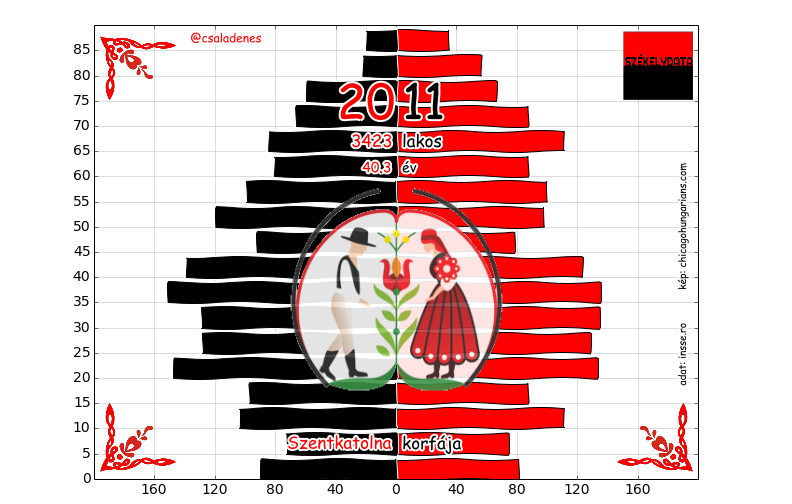 @csaladenes
SZÉKELYDATA
2011
3423 lakos
40.3 év
kép: chicagohungarians.com
adat: insse.ro
Szentkatolna korfája
85
80
75
70
65
60
55
50
45
40
35
30
25
20
15
10
5
0
160 120 80 40 0 40 80 120 160